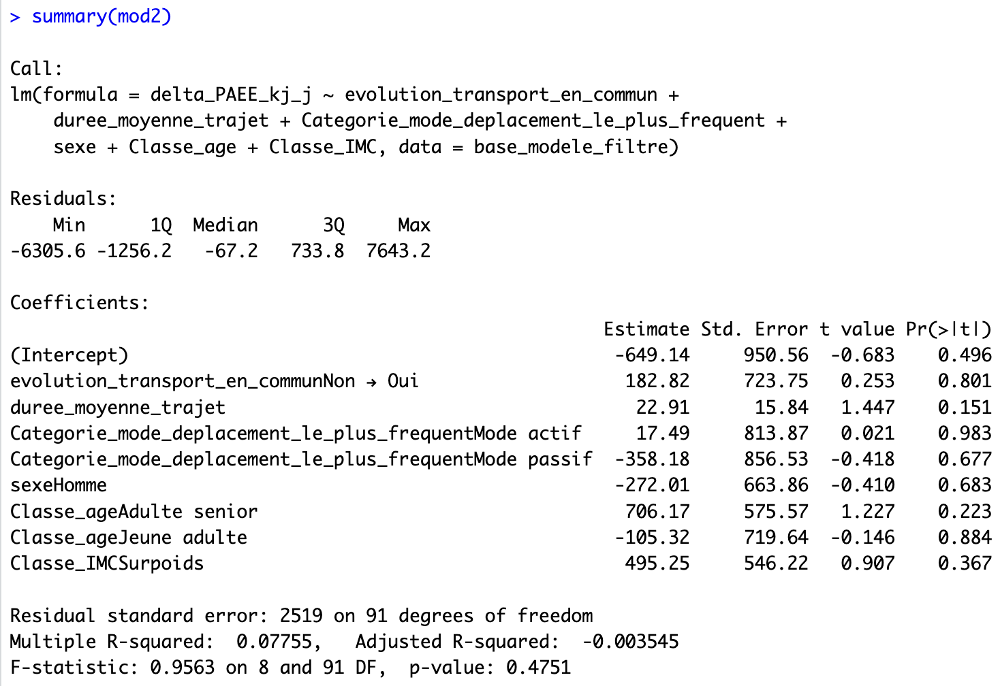 > summary(mod2)
Call:
lm(formula = delta_PAEE_kj_j ~ evolution_transport_en_commun +
    duree_moyenne_trajet + Categorie_mode_deplacement_le_plus_frequent +
    sexe + Classe_age + Classe_IMC, data = base_modele_filtre)
Residuals:
    Min      1Q  Median      3Q     Max
-6305.6 -1256.2   -67.2   733.8  7643.2
Coefficients:
                                                       Estimate Std. Error t value Pr(>|t|)
(Intercept)                                             -649.14     950.56  -0.683    0.496
evolution_transport_en_communNon → Oui                   182.82     723.75   0.253    0.801
duree_moyenne_trajet                                      22.91      15.84   1.447    0.151
Categorie_mode_deplacement_le_plus_frequentMode actif     17.49     813.87   0.021    0.983
Categorie_mode_deplacement_le_plus_frequentMode passif  -358.18     856.53  -0.418    0.677
sexeHomme                                               -272.01     663.86  -0.410    0.683
Classe_ageAdulte senior                                  706.17     575.57   1.227    0.223
Classe_ageJeune adulte                                  -105.32     719.64  -0.146    0.884
Classe_IMCSurpoids                                       495.25     546.22   0.907    0.367
Residual standard error: 2519 on 91 degrees of freedom
Multiple R-squared:  0.07755,   Adjusted R-squared:  -0.003545
F-statistic: 0.9563 on 8 and 91 DF,  p-value: 0.4751